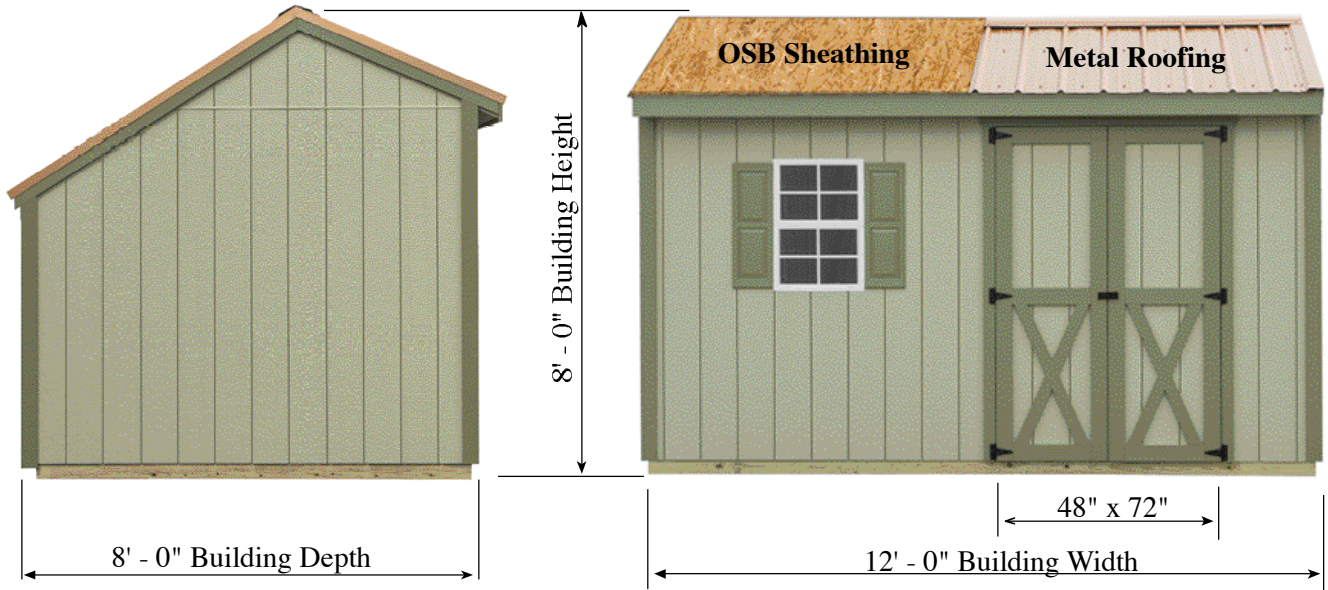 OSB Sheathing
Metal Roofing
8' - 0" Building Height
48" x 72"
8' - 0" Building Depth
12' - 0" Building Width